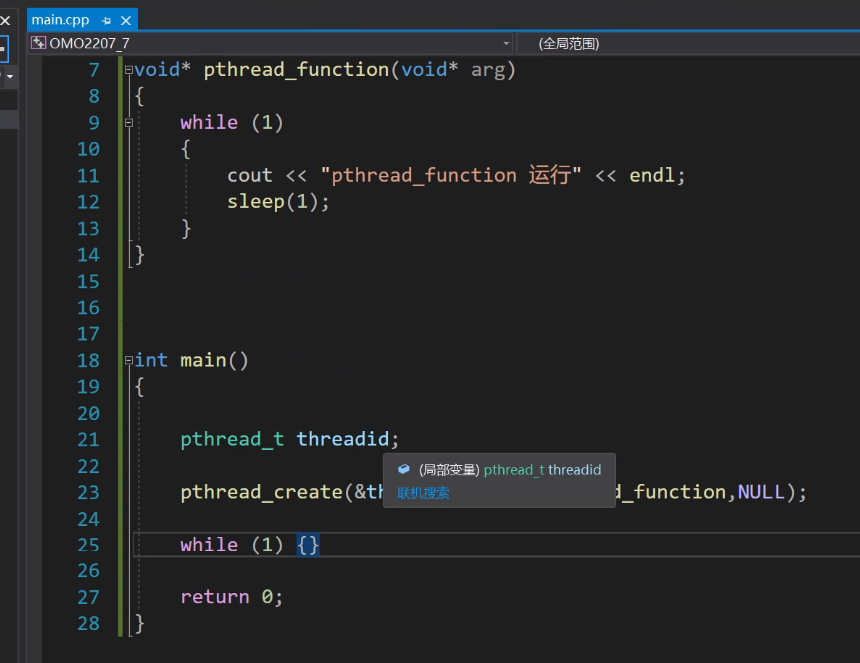 main.cpp
OMO2207_7 (全局范围)
7 void* pthread_function(void* arg)
8 {
9 while (1)
10 {
11 cout << "pthread_function 运行" << endl;
12 sleep(1);
13 }
14 }
15
16
17
18 int main()
19 {
20
21 pthread_t threadid;
(局部变量) pthread_t threadid
22
23 pthread_create(&th d_function,NULL);
联机搜索
24
25 while (1) {}
26
27 return 0;
28 }